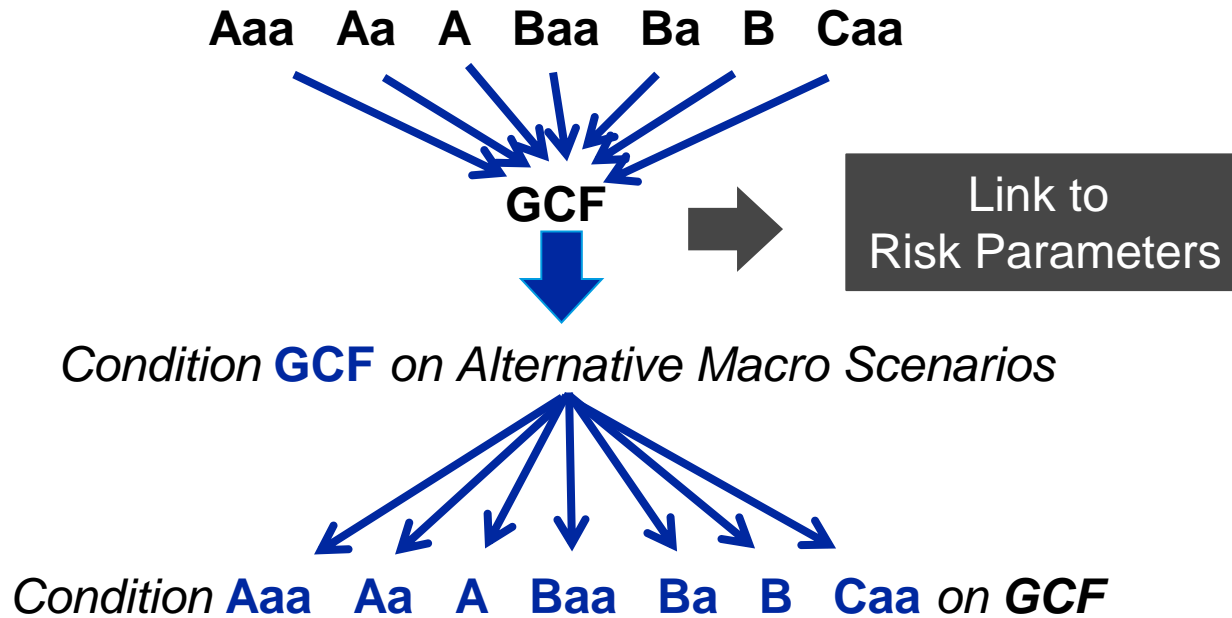 Aaa Aa A Baa Ba B Caa
GCF
Link to
Risk Parameters
Condition GCF on Alternative Macro Scenarios
Condition Aaa Aa A Baa Ba B Caa on GCF